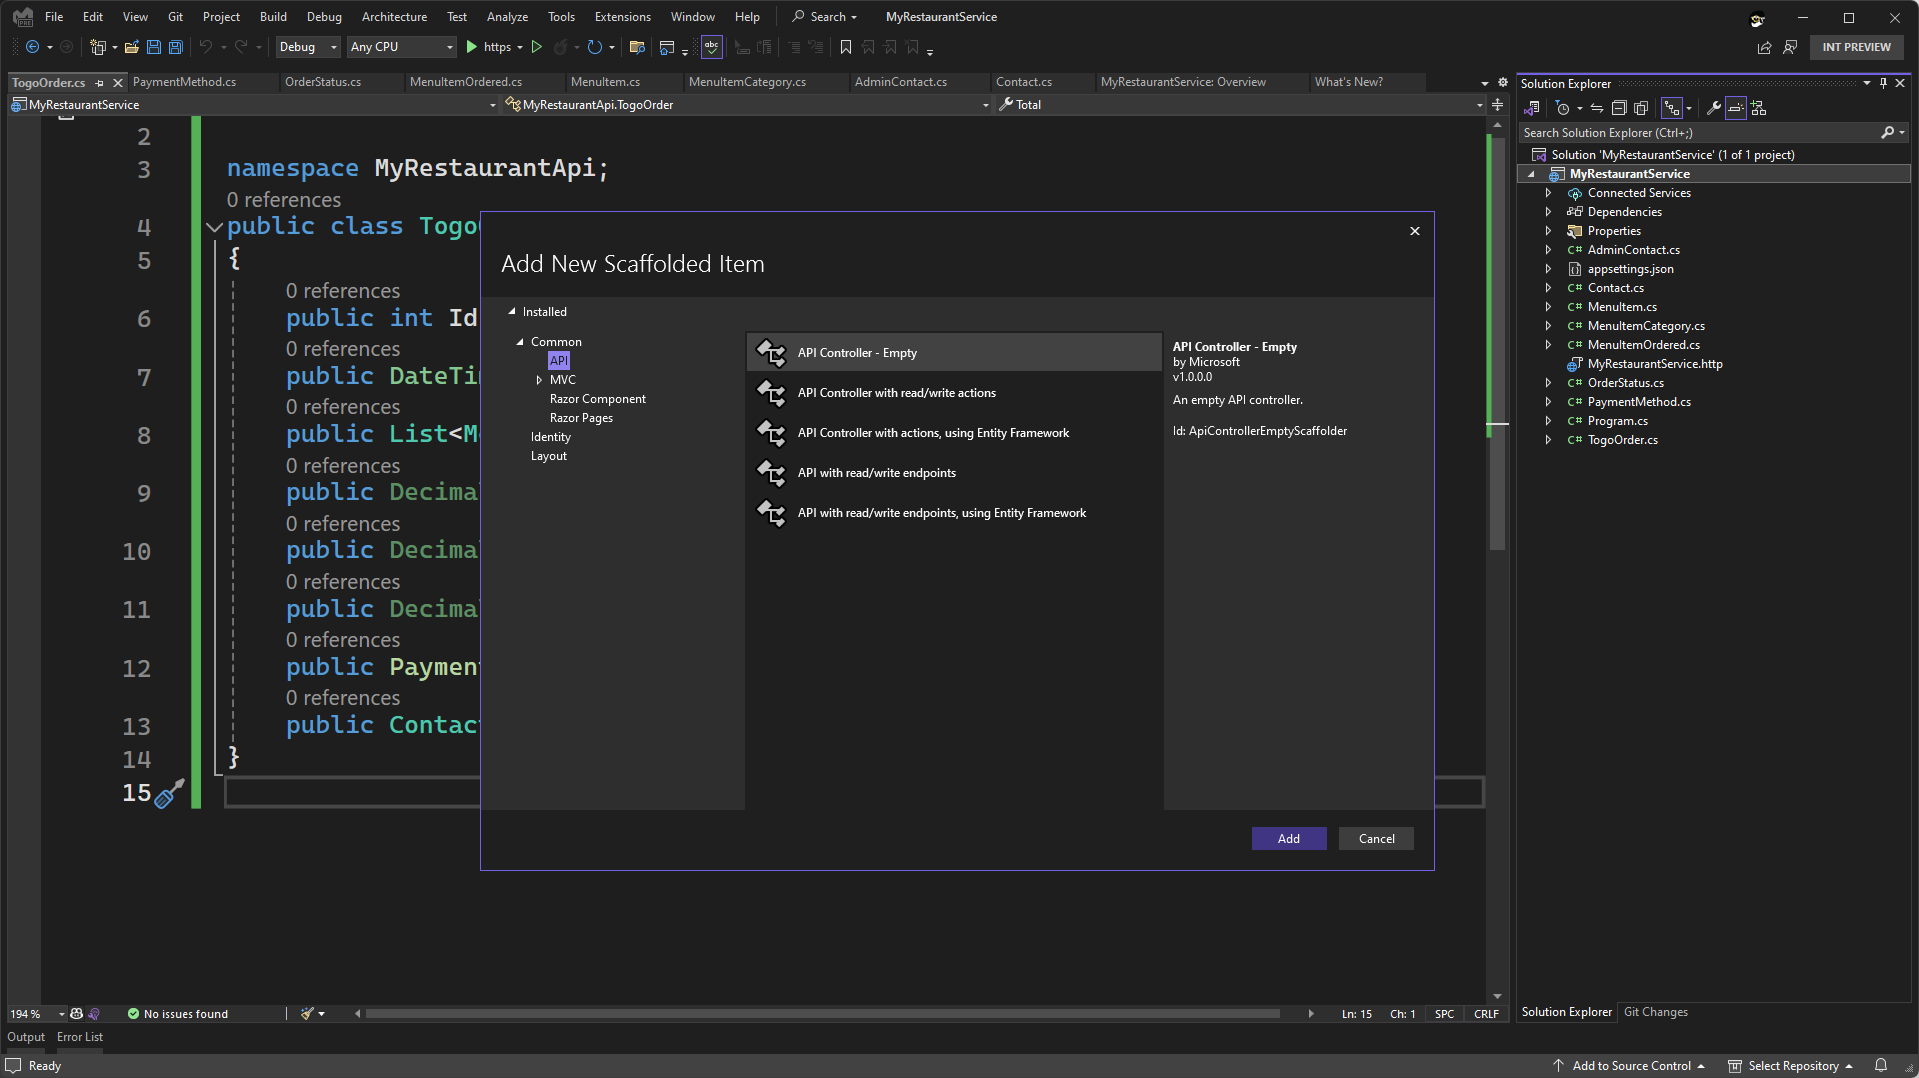 File Edit View Git Project Build Debug Architecture Test Analyze Tools Extensions Window Help Search MyRestaurantService
Debug Any CPU https INT PREVIEW
TogoOrder.cs PaymentMethod.cs OrderStatus.cs MenuItemOrdered.cs MenuItem.cs MenuItemCategory.cs AdminContact.cs Contact.cs MyRestaurantService: Overview What's New?
MyRestaurantService MyRestaurantApi.TogoOrder Total
2
3 namespace MyRestaurantApi;
0 references
4 public class Togo
5 {
0 references
6 public int Id
0 references
7 public DateTi
0 references
8 public List<M
0 references
9 public Decima
0 references
10 public Decima
0 references
11 public Decima
0 references
12 public Paymen
0 references
13 public Contac
14 }
15
Add New Scaffolded Item
Installed
Common
API
MVC
Razor Component
Razor Pages
Identity
Layout
API Controller - Empty
API Controller with read/write actions
API Controller with actions, using Entity Framework
API with read/write endpoints
API with read/write endpoints, using Entity Framework
API Controller - Empty
by Microsoft
v1.0.0.0
An empty API controller.
Id: ApiControllerEmptyScaffolder
Add Cancel
Solution Explorer
Search Solution Explorer (Ctrl+;)
Solution 'MyRestaurantService' (1 of 1 project)
MyRestaurantService
Connected Services
Dependencies
Properties
C# AdminContact.cs
appsettings.json
C# Contact.cs
C# MenuItem.cs
C# MenuItemCategory.cs
C# MenuItemOrdered.cs
MyRestaurantService.http
C# OrderStatus.cs
C# PaymentMethod.cs
C# Program.cs
C# TogoOrder.cs
Solution Explorer Git Changes
194 % No issues found Ln: 15 Ch: 1 SPC CRLF
Output Error List
Ready Add to Source Control Select Repository